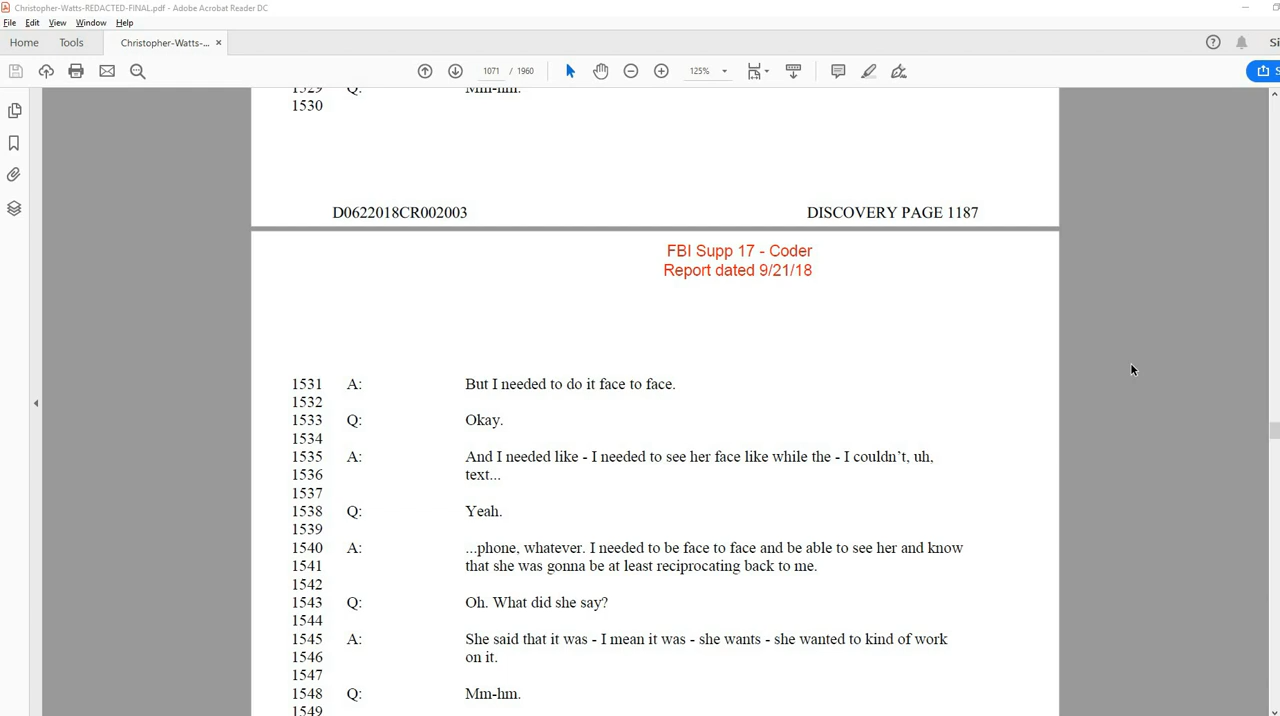 Christopher-Watts-REDACTED-FINAL.pdf - Adobe Acrobat Reader DC
File Edit View Window Help
Home Tools Christopher-Watts-... ×
1071 / 1960 125%
1529 Q: Mm-hm.
1530
D0622018CR002003 DISCOVERY PAGE 1187
FBI Supp 17 - Coder
Report dated 9/21/18
1531 A: But I needed to do it face to face.
1532
1533 Q: Okay.
1534
1535 A: And I needed like - I needed to see her face like while the - I couldn't, uh,
1536 text...
1537
1538 Q: Yeah.
1539
1540 A: ...phone, whatever. I needed to be face to face and be able to see her and know
1541 that she was gonna be at least reciprocating back to me.
1542
1543 Q: Oh. What did she say?
1544
1545 A: She said that it was - I mean it was - she wants - she wanted to kind of work
1546 on it.
1547
1548 Q: Mm-hm.
1549